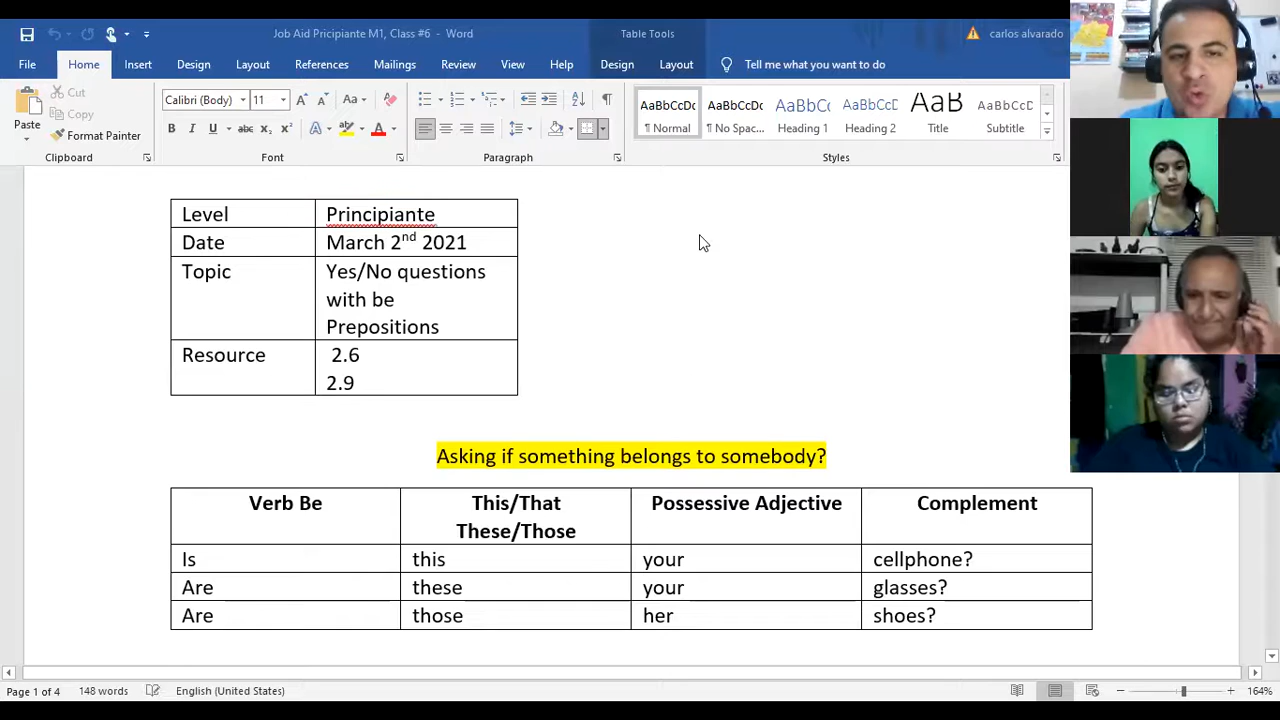 Job Aid Pricipiante M1, Class #6 - Word
Table Tools
carlos alvarado
File
Home
Insert
Design
Layout
References
Mailings
Review
View
Help
Design
Layout
Tell me what you want to do
Paste
Cut
Copy
Format Painter
Clipboard
Calibri (Body)
11
Font
Paragraph
AaBbCcDc
¶ Normal
AaBbCcDc
¶ No Spac...
AaBbCc
Heading 1
AaBbCcD
Heading 2
AaB
Title
AaBbCcD
Subtitle
Styles
Level Principiante
Date March 2nd 2021
Topic Yes/No questions
with be
Prepositions
Resource 2.6
2.9
Asking if something belongs to somebody?
Verb Be This/That Possessive Adjective Complement
These/Those
Is this your cellphone?
Are these your glasses?
Are those her shoes?
Page 1 of 4
148 words
English (United States)
164%